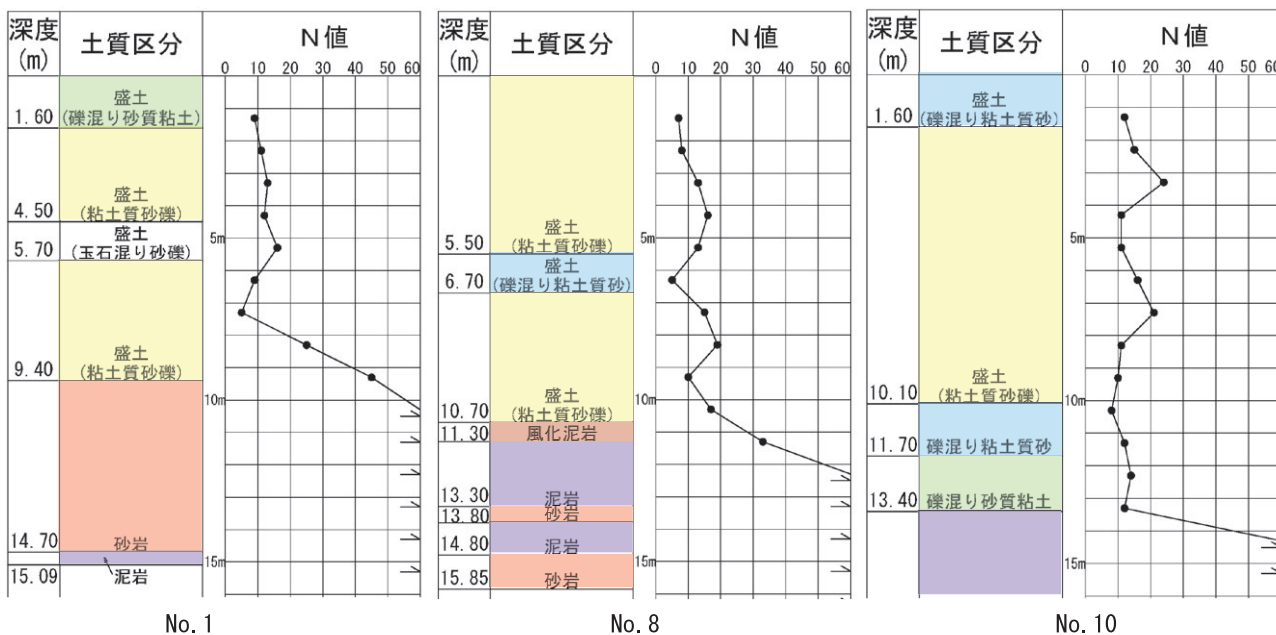 深度
(m)
土質区分
N値
0 10 20 30 40 50 60
盛土
1.60
(礫混り砂質粘土)
盛土
4.50
(粘土質砂礫)
盛土
5.70
(玉石混り砂礫)
盛土
9.40
(粘土質砂礫)
14.70
砂岩
15.09
泥岩
5m
10m
15m
No.1
深度
(m)
土質区分
N値
0 10 20 30 40 50 60
盛土
5.50
(粘土質砂礫)
盛土
6.70
(礫混り粘土質砂)
盛土
10.70
(粘土質砂礫)
11.30
風化泥岩
13.30
泥岩
13.80
砂岩
14.80
泥岩
15.85
砂岩
5m
10m
15m
No.8
深度
(m)
土質区分
N値
0 10 20 30 40 50 60
盛土
1.60
(礫混り粘土質砂)
盛土
10.10
(粘土質砂礫)
11.70
礫混り粘土質砂
13.40
礫混り砂質粘土
5m
10m
15m
No.10